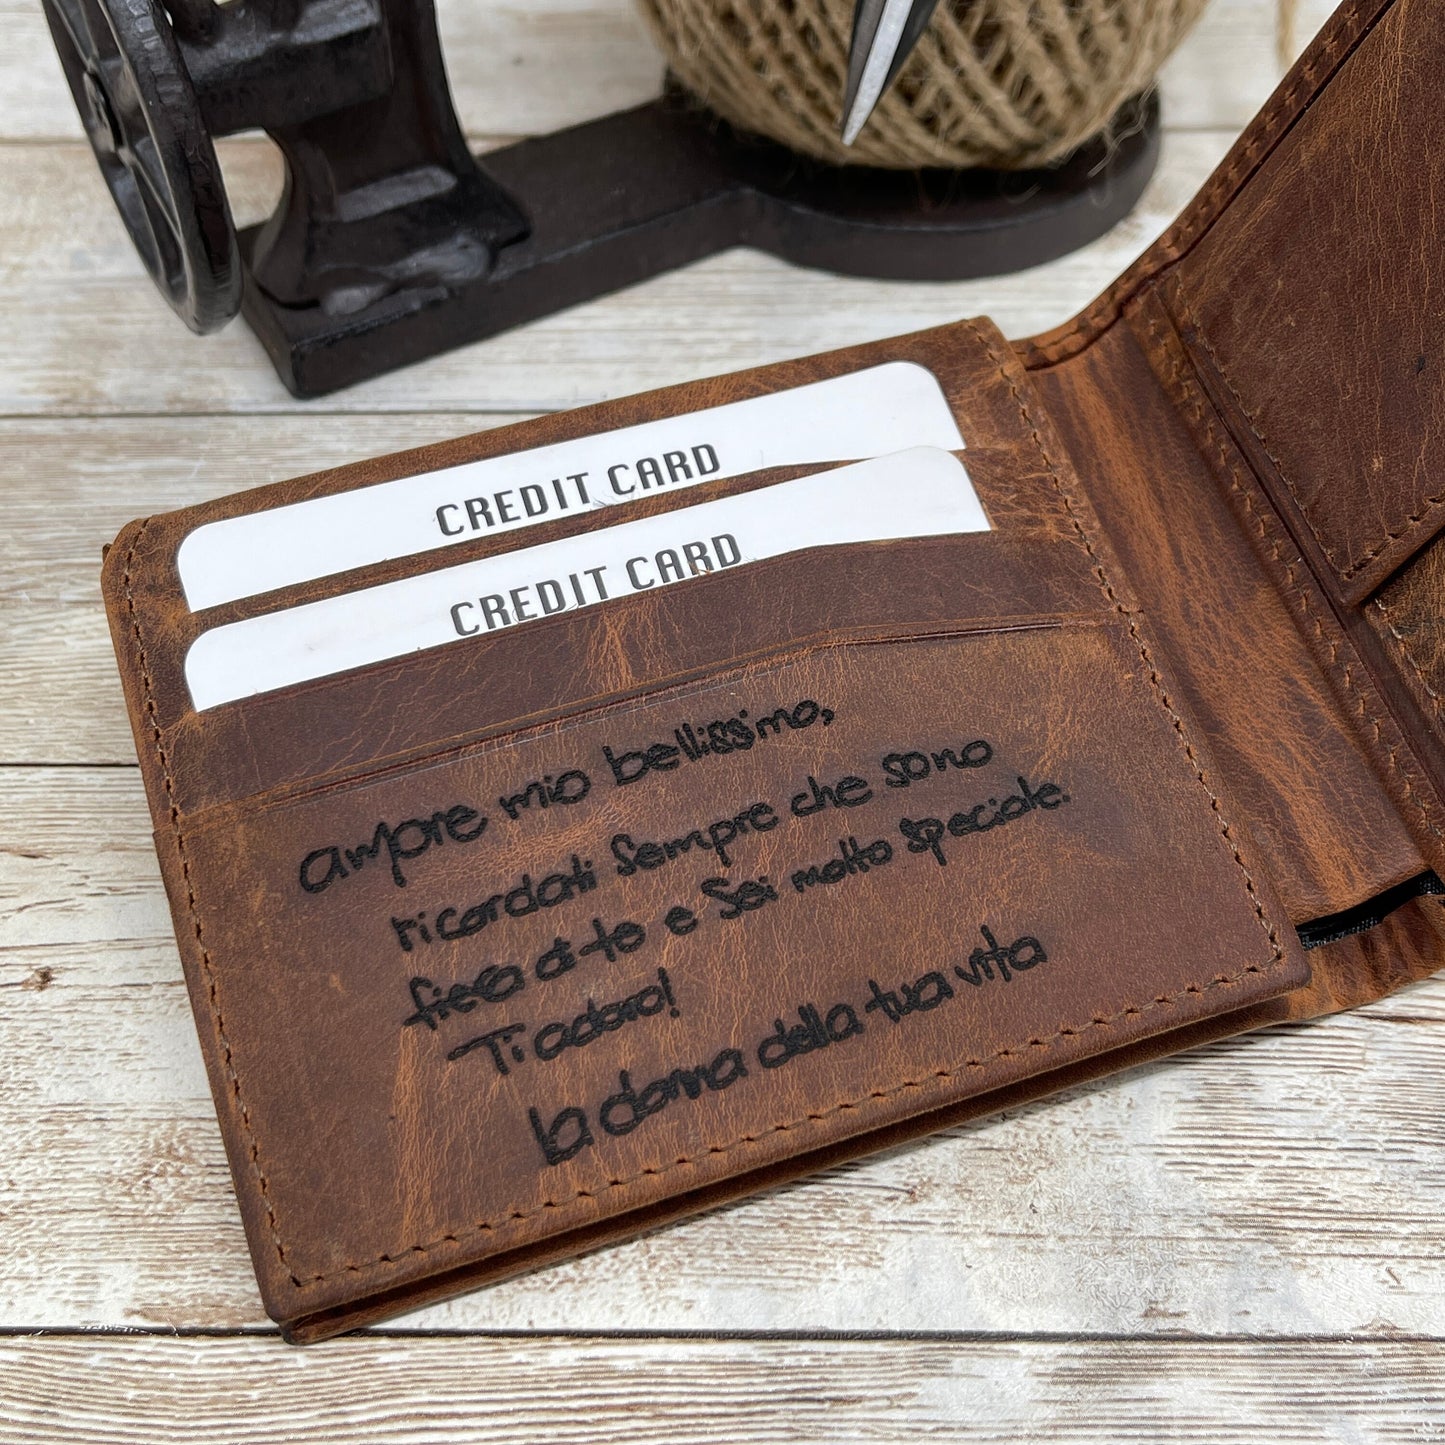 CREDIT CARD
CREDIT CARD
amore mio bellissimo,
ricordati sempre che sono
fiero di te e sei molto speciale.
Ti adoro!
la donna della tua vita